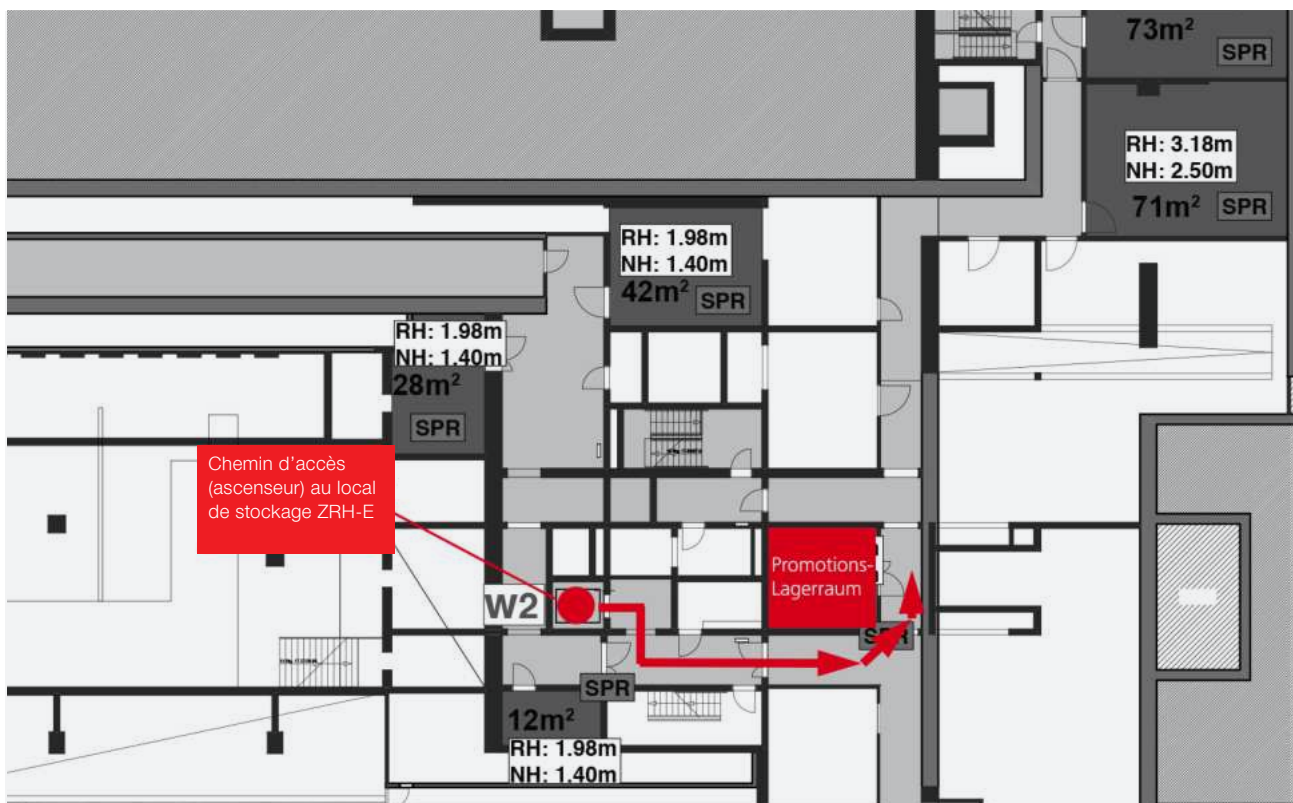 73m²
SPR
RH: 3.18m
NH: 2.50m
71m² SPR
RH: 1.98m
NH: 1.40m
42m² SPR
RH: 1.98m
NH: 1.40m
28m²
SPR
Chemin d'accès
(ascenseur) au local
de stockage ZRH-E
Promotions-
Lagerraum
W2
SPR
SPR
12m²
RH: 1.98m
NH: 1.40m